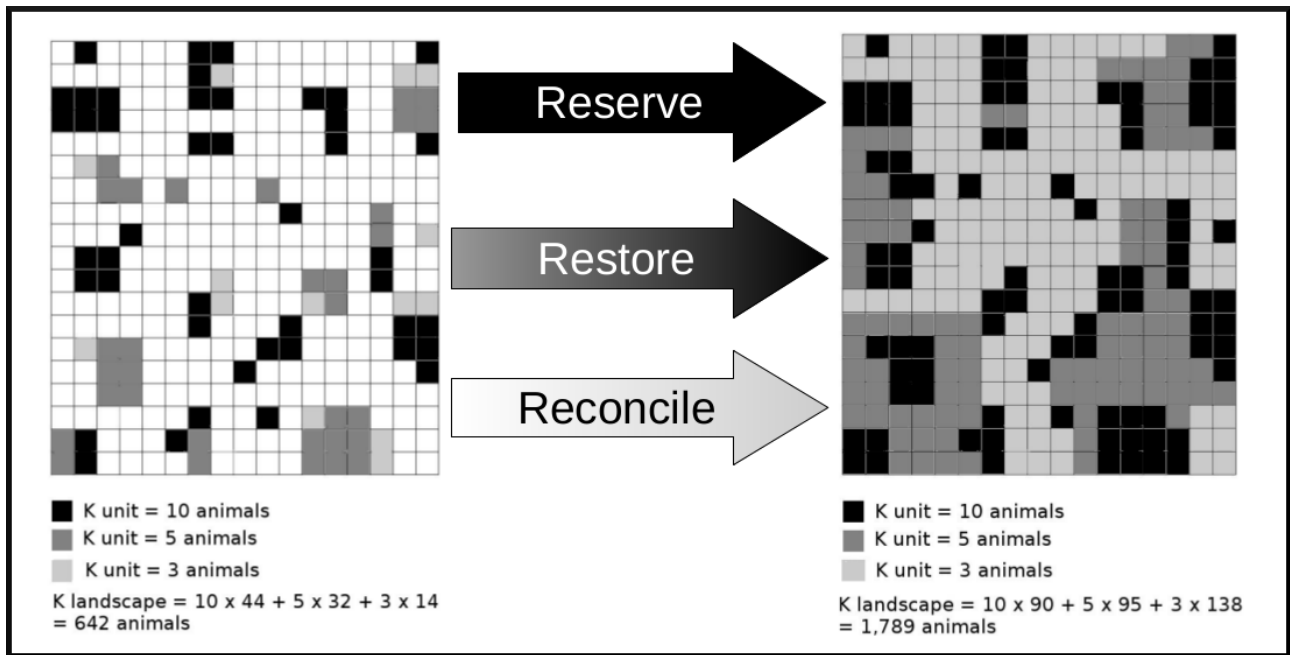 Reserve
Restore
Reconcile
K unit = 10 animals
K unit = 5 animals
K unit = 3 animals
K landscape = 10 x 44 + 5 x 32 + 3 x 14
= 642 animals
K unit = 10 animals
K unit = 5 animals
K unit = 3 animals
K landscape = 10 x 90 + 5 x 95 + 3 x 138
= 1,789 animals